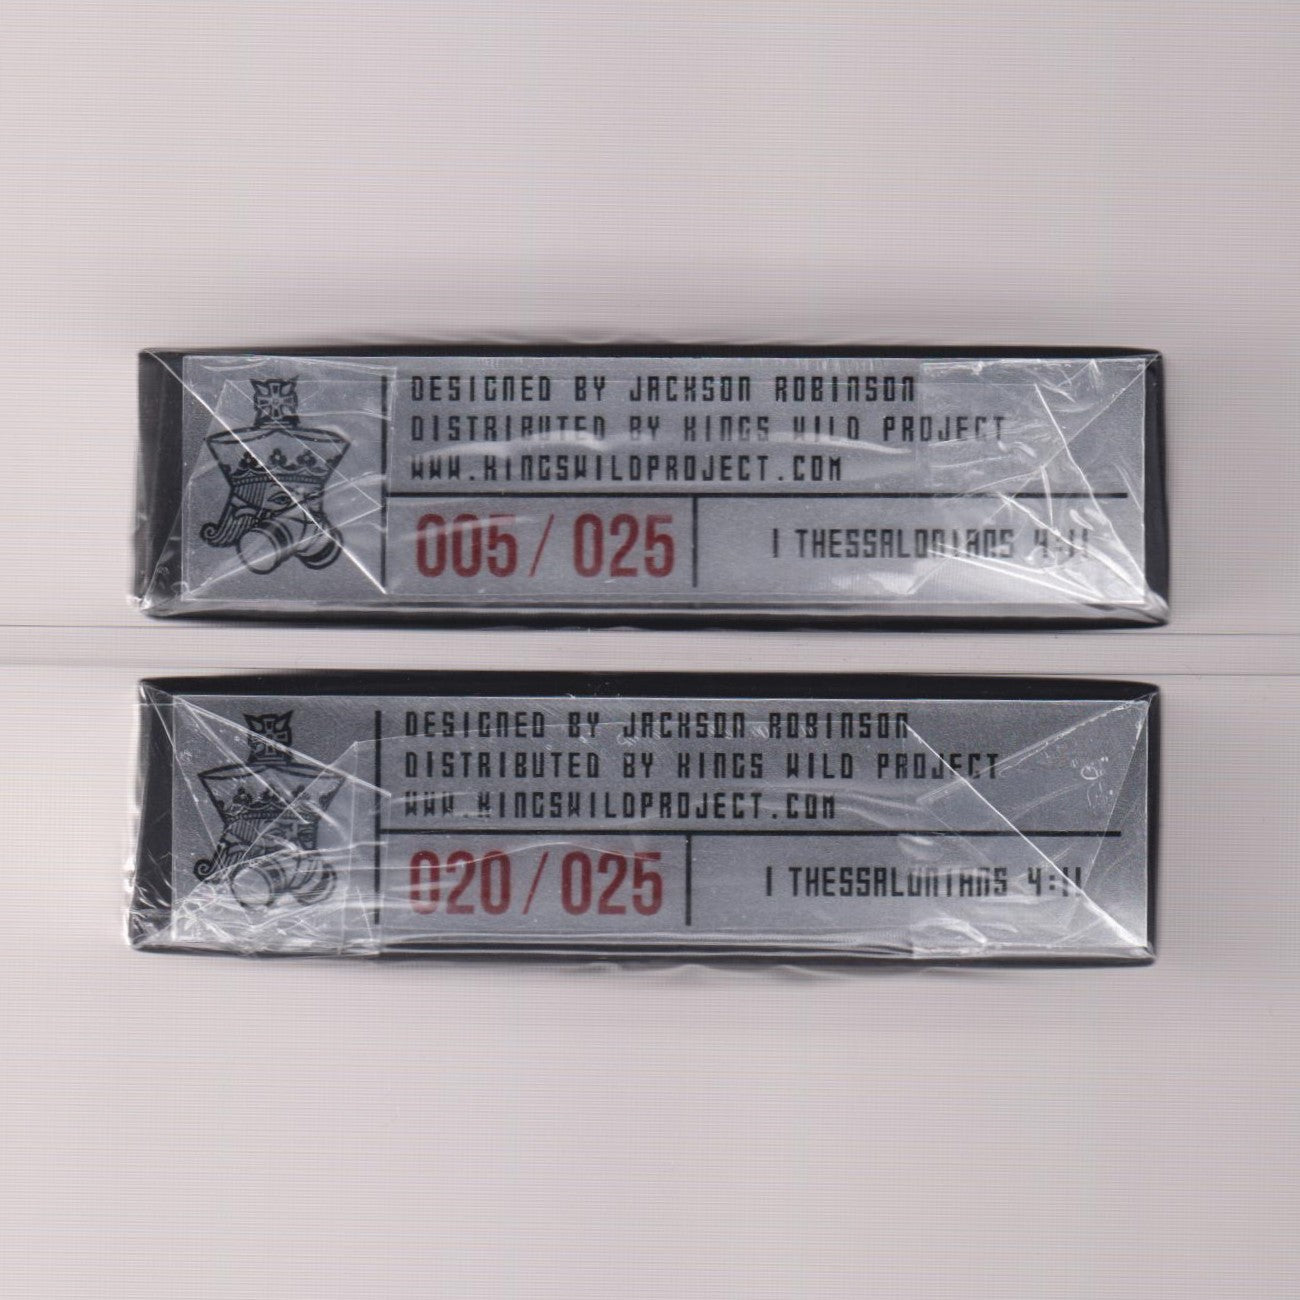 DESIGNED BY JACKSON ROBINSON
DISTRIBUTED BY KINGS WILD PROJECT
WWW.KINGSWILDPROJECT.COM
005/025
I THESSALONIANS 4:11
DESIGNED BY JACKSON ROBINSON
DISTRIBUTED BY KINGS WILD PROJECT
WWW.KINGSWILDPROJECT.COM
020/025
I THESSALONIANS 4:11